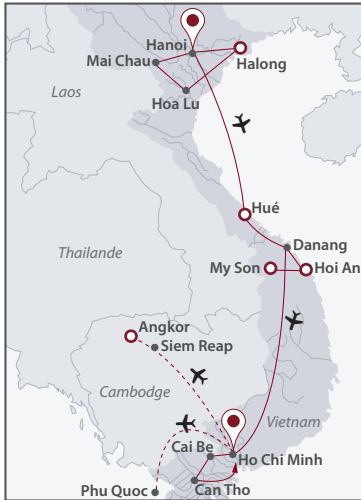 Hanoi
Mai Chau
Halong
Laos
Hoa Lu
Hué
Danang
Thailande
My Son
Hoi An
Angkor
Siem Reap
Cambodge
Vietnam
Cai Be
Ho Chi Minh
Phu Quoc
Can Tho